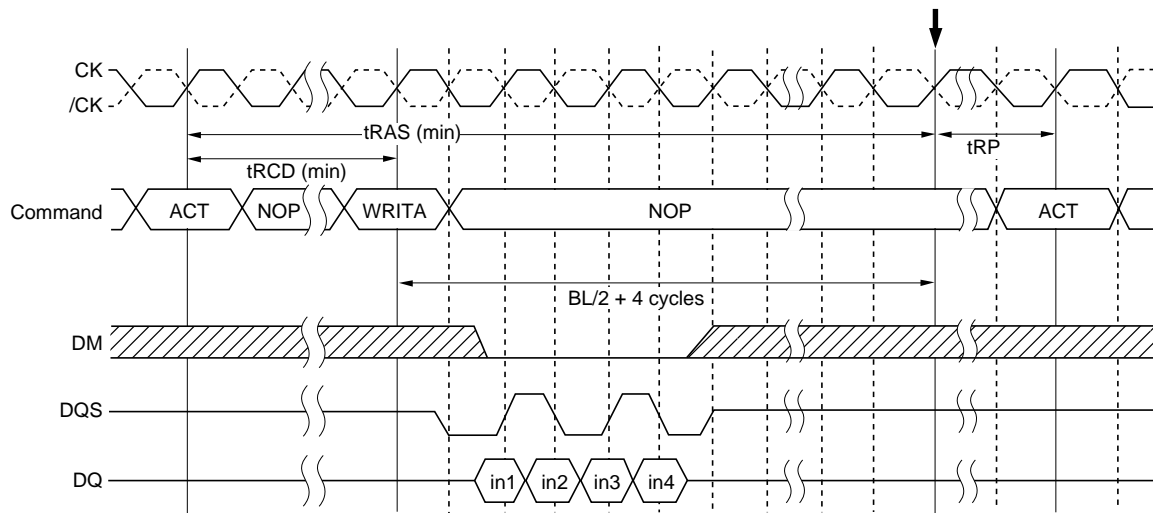 CK
/CK
tRAS (min)
tRP
tRCD (min)
Command ACT NOP WRITA NOP ACT
BL/2 + 4 cycles
DM
DQS
DQ in1 in2 in3 in4